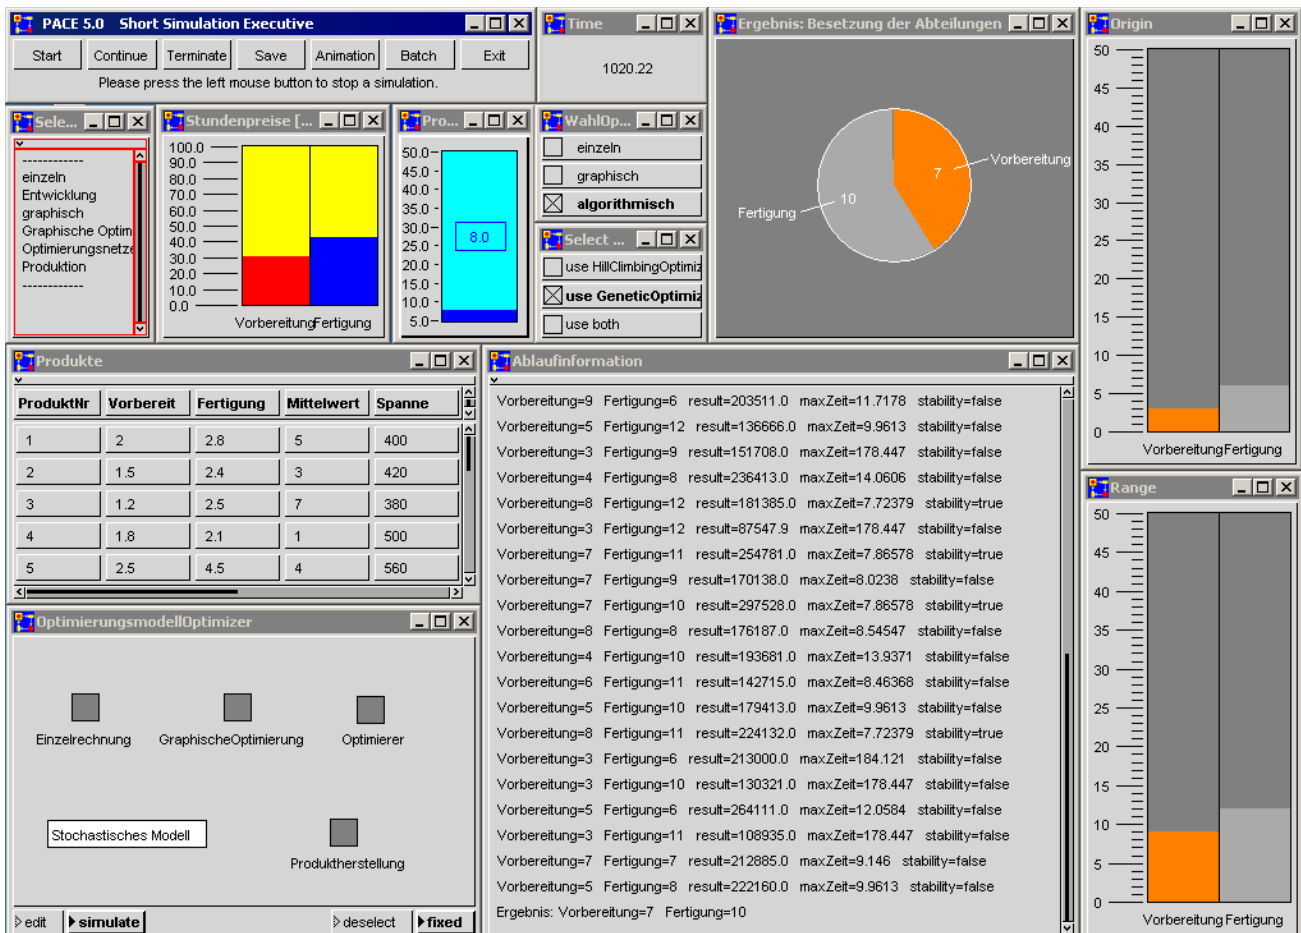 PACE 5.0 Short Simulation Executive
Start Continue Terminate Save Animation Batch Exit
Please press the left mouse button to stop a simulation.
Time
1020.22
Ergebnis: Besetzung der Abteilungen
Vorbereitung
7
10
Fertigung
Origin
50
45
40
35
30
25
20
15
10
5
0
Vorbereitung Fertigung
Sele...
------------
einzeln
Entwicklung
graphisch
Graphische Optim
Optimierungsnetze
Produktion
------------
Stundenpreise [...
100.0
90.0
80.0
70.0
60.0
50.0
40.0
30.0
20.0
10.0
0.0
Vorbereitung Fertigung
Pro...
50.0
45.0
40.0
35.0
30.0
25.0
20.0
15.0
10.0
5.0
8.0
WahlOp...
einzeln
graphisch
algorithmisch
Select ...
use HillClimbingOptimiz
use GeneticOptimiz
use both
Produkte
ProduktNr Vorbereit Fertigung Mittelwert Spanne
1 2 2.8 5 400
2 1.5 2.4 3 420
3 1.2 2.5 7 380
4 1.8 2.1 1 500
5 2.5 4.5 4 560
Ablaufinformation
Vorbereitung=9 Fertigung=6 result=203511.0 maxZeit=11.7178 stability=false
Vorbereitung=5 Fertigung=12 result=136666.0 maxZeit=9.9613 stability=false
Vorbereitung=3 Fertigung=9 result=151708.0 maxZeit=178.447 stability=false
Vorbereitung=4 Fertigung=8 result=236413.0 maxZeit=14.0606 stability=false
Vorbereitung=8 Fertigung=12 result=181385.0 maxZeit=7.72379 stability=true
Vorbereitung=3 Fertigung=12 result=87547.9 maxZeit=178.447 stability=false
Vorbereitung=7 Fertigung=11 result=254781.0 maxZeit=7.86578 stability=true
Vorbereitung=7 Fertigung=9 result=170138.0 maxZeit=8.0238 stability=false
Vorbereitung=7 Fertigung=10 result=297528.0 maxZeit=7.86578 stability=true
Vorbereitung=8 Fertigung=8 result=176187.0 maxZeit=8.54547 stability=false
Vorbereitung=4 Fertigung=10 result=193681.0 maxZeit=13.9371 stability=false
Vorbereitung=6 Fertigung=11 result=142715.0 maxZeit=8.46368 stability=false
Vorbereitung=5 Fertigung=10 result=179413.0 maxZeit=9.9613 stability=false
Vorbereitung=8 Fertigung=11 result=224132.0 maxZeit=7.72379 stability=true
Vorbereitung=3 Fertigung=6 result=213000.0 maxZeit=184.121 stability=false
Vorbereitung=3 Fertigung=10 result=130321.0 maxZeit=178.447 stability=false
Vorbereitung=5 Fertigung=6 result=264111.0 maxZeit=12.0584 stability=false
Vorbereitung=3 Fertigung=11 result=108935.0 maxZeit=178.447 stability=false
Vorbereitung=7 Fertigung=7 result=212885.0 maxZeit=9.146 stability=false
Vorbereitung=5 Fertigung=8 result=222160.0 maxZeit=9.9613 stability=false
Ergebnis: Vorbereitung=7 Fertigung=10
Range
50
45
40
35
30
25
20
15
10
5
0
Vorbereitung Fertigung
OptimierungsmodellOptimizer
Einzelrechnung GraphischeOptimierung Optimierer
Stochastisches Modell
Produktherstellung
edit simulate deselect fixed